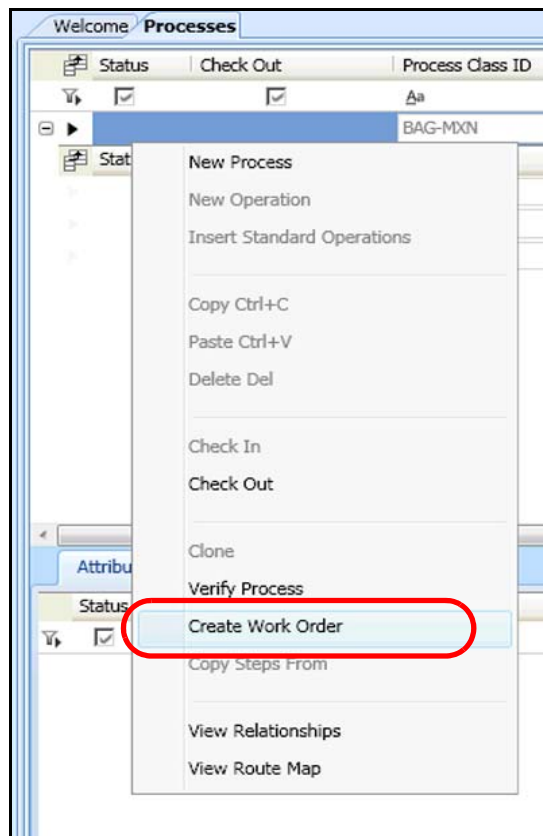 Welcome Processes
Status Check Out Process Class ID
Aa
BAG-MXN
Stat
New Process
New Operation
Insert Standard Operations
Copy Ctrl+C
Paste Ctrl+V
Delete Del
Check In
Check Out
Clone
Attribu
Verify Process
Status
Create Work Order
Copy Steps From
View Relationships
View Route Map